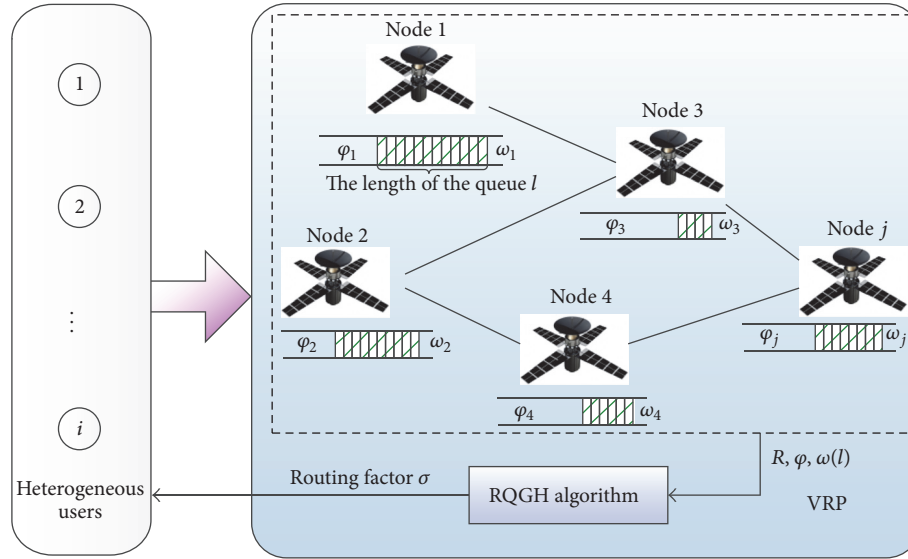 1
2
⋮
i
Heterogeneous
users
Node 1
φ₁
ω₁
The length of the queue l
Node 2
φ₂
ω₂
Node 3
φ₃
ω₃
Node 4
φ₄
ω₄
Node j
φⱼ
ωⱼ
R, φ, ω(l)
VRP
RQGH algorithm
Routing factor σ